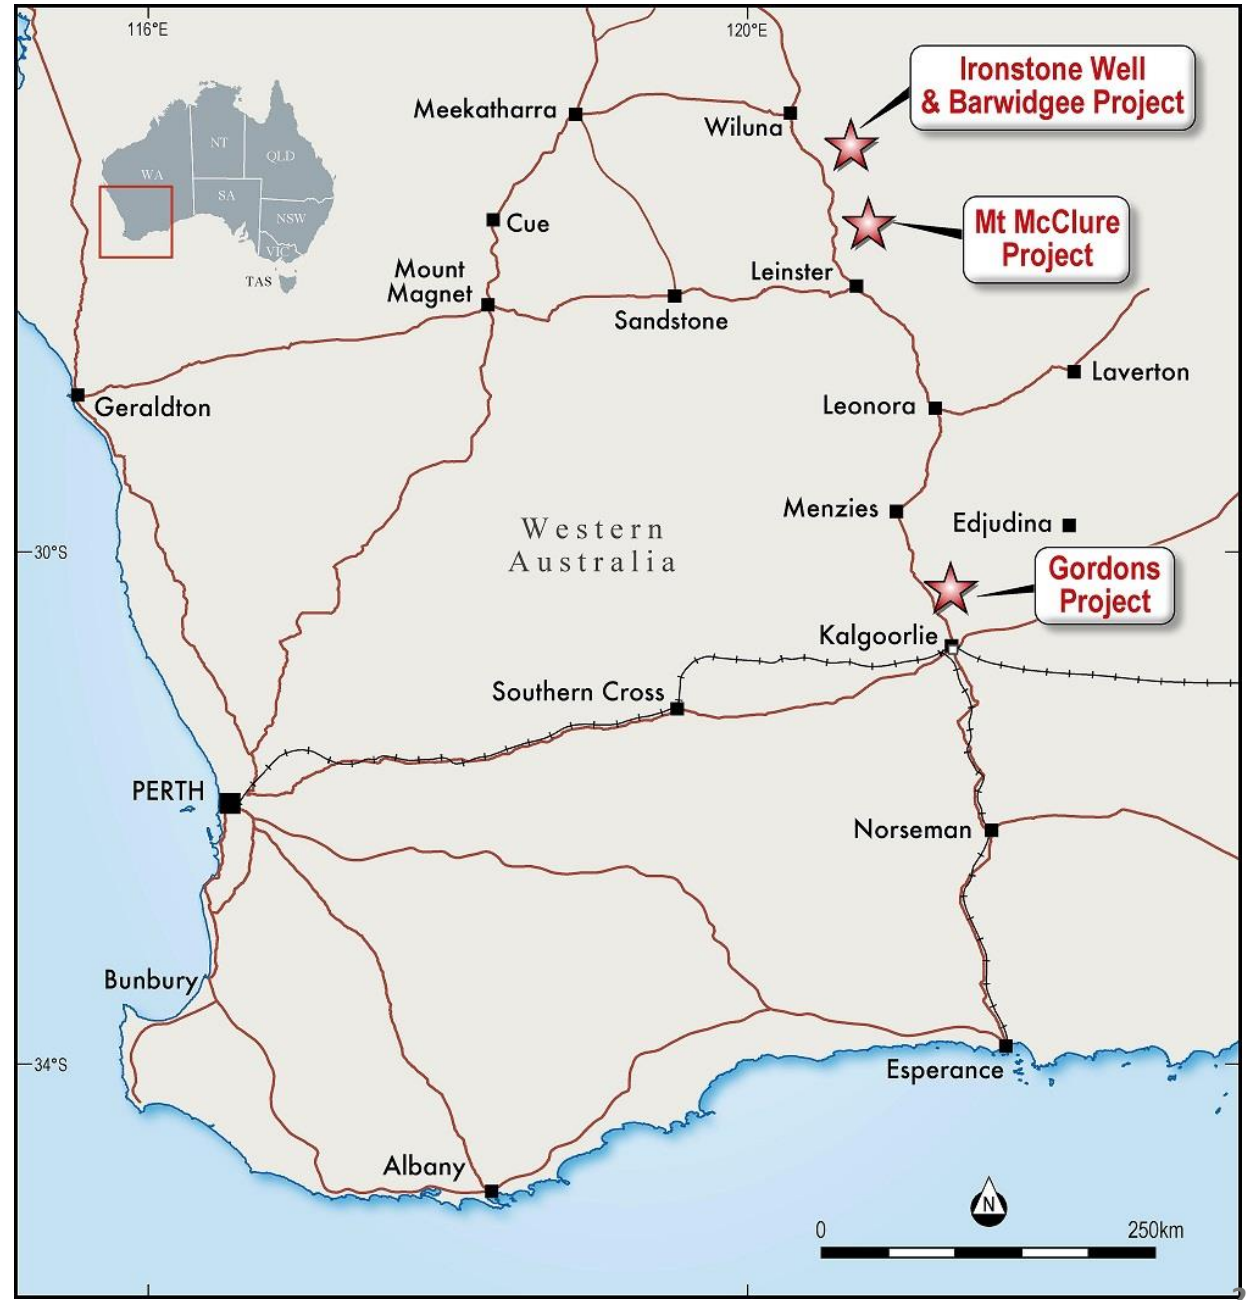 116°E
120°E
Ironstone Well
& Barwidgee Project
Meekatharra
Wiluna
NT
QLD
WA
SA
NSW
VIC
TAS
Cue
Mt McClure
Project
Mount
Magnet
Leinster
Sandstone
Laverton
Geraldton
Leonora
Menzies
Edjudina
Western
Australia
30°S
Gordons
Project
Kalgoorlie
Southern Cross
PERTH
Norseman
Bunbury
34°S
Esperance
Albany
N
0
250km